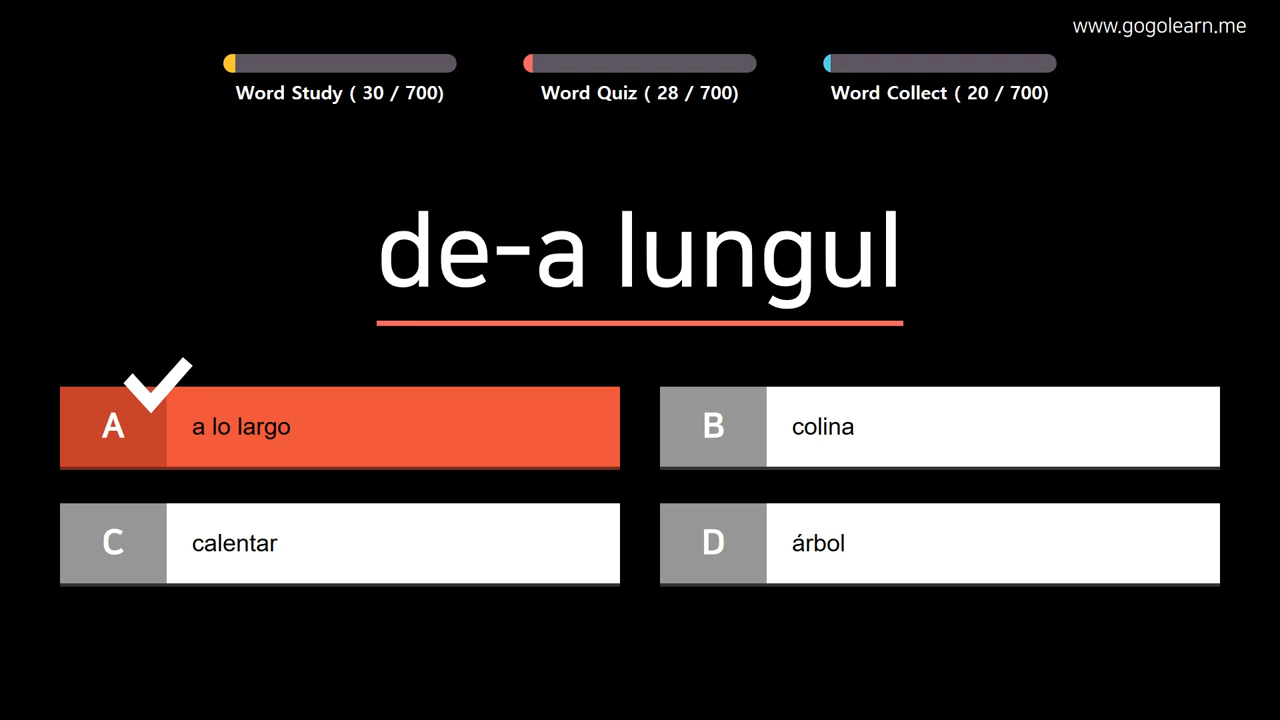 www.gogolearn.me
Word Study ( 30 / 700)
Word Quiz ( 28 / 700)
Word Collect ( 20 / 700)
de-a lungul
A
a lo largo
B
colina
C
calentar
D
árbol